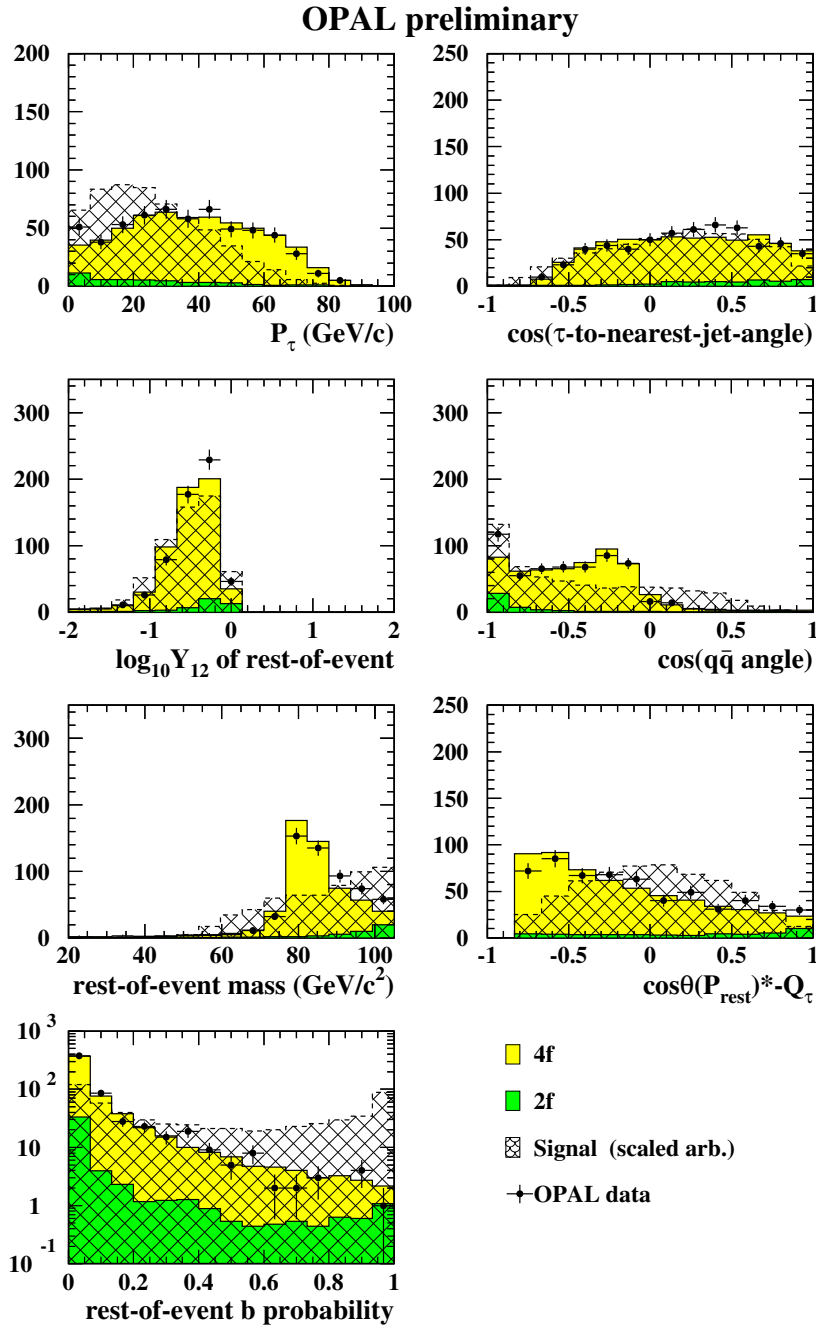 OPAL preliminary
200
150
100
50
0
0 20 40 60 80 100
Pτ (GeV/c)
250
200
150
100
50
0
-1 -0.5 0 0.5 1
cos(τ-to-nearest-jet-angle)
300
200
100
0
-2 -1 0 1 2
log10Y12 of rest-of-event
300
200
100
0
-1 -0.5 0 0.5 1
cos(qq̄ angle)
300
200
100
0
20 40 60 80 100
rest-of-event mass (GeV/c²)
250
200
150
100
50
0
-1 -0.5 0 0.5 1
cosθ(Prest)*-Qτ
10³
10²
10
1
10⁻¹
0 0.2 0.4 0.6 0.8 1
rest-of-event b probability
4f
2f
Signal (scaled arb.)
OPAL data